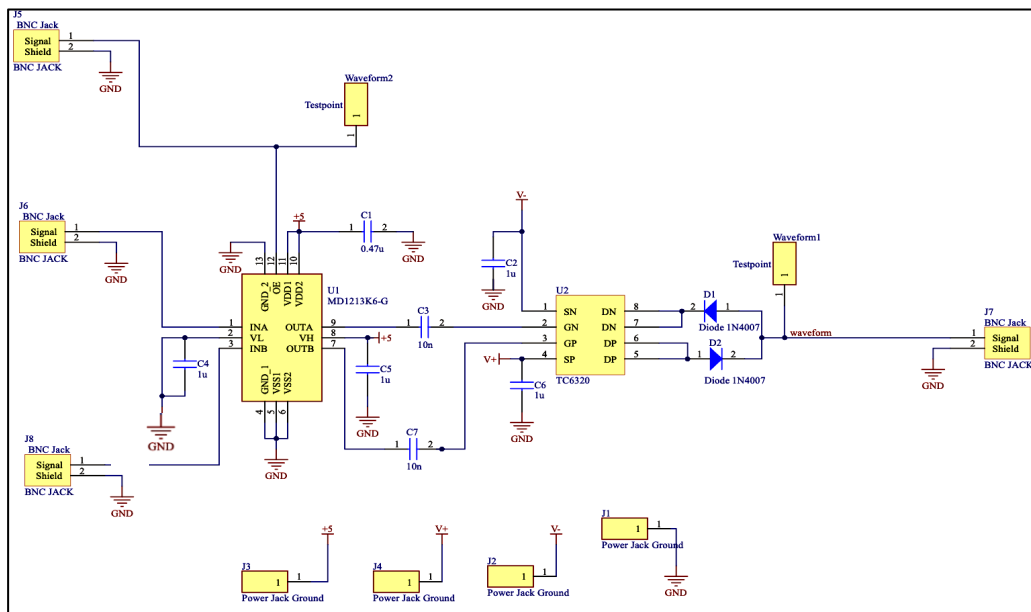 J5
BNC Jack
Signal 1
Shield 2
BNC JACK
GND
Waveform2
Testpoint
1
1
J6
BNC Jack
Signal 1
Shield 2
BNC JACK
GND
+5
C1
1 2
0.47u
GND
GND
13 12 11 10
GND_2 OE VDD1 VDD2
U1
MD1213K6-G
1 INA OUTA 9
2 VL VH 8
3 INB OUTB 7
GND_1 VSS1 VSS2
4 5 6
GND
C4
1u
GND
+5
C5
1u
GND
C3
1 2
10n
C7
1 2
10n
V-
C2
1u
GND
U2
1 SN DN 8
2 GN DN 7
3 GP DP 6
4 SP DP 5
TC6320
V+
C6
1u
GND
D1
2 1
Diode 1N4007
D2
1 2
Diode 1N4007
Waveform1
Testpoint
1
1
waveform
J7
BNC Jack
1 Signal
2 Shield
BNC JACK
GND
J8
BNC Jack
Signal 1
Shield 2
BNC JACK
GND
+5
J3
1 1
Power Jack Ground
V+
J4
1 1
Power Jack Ground
V-
J2
1 1
Power Jack Ground
J1
1 1
Power Jack Ground
GND